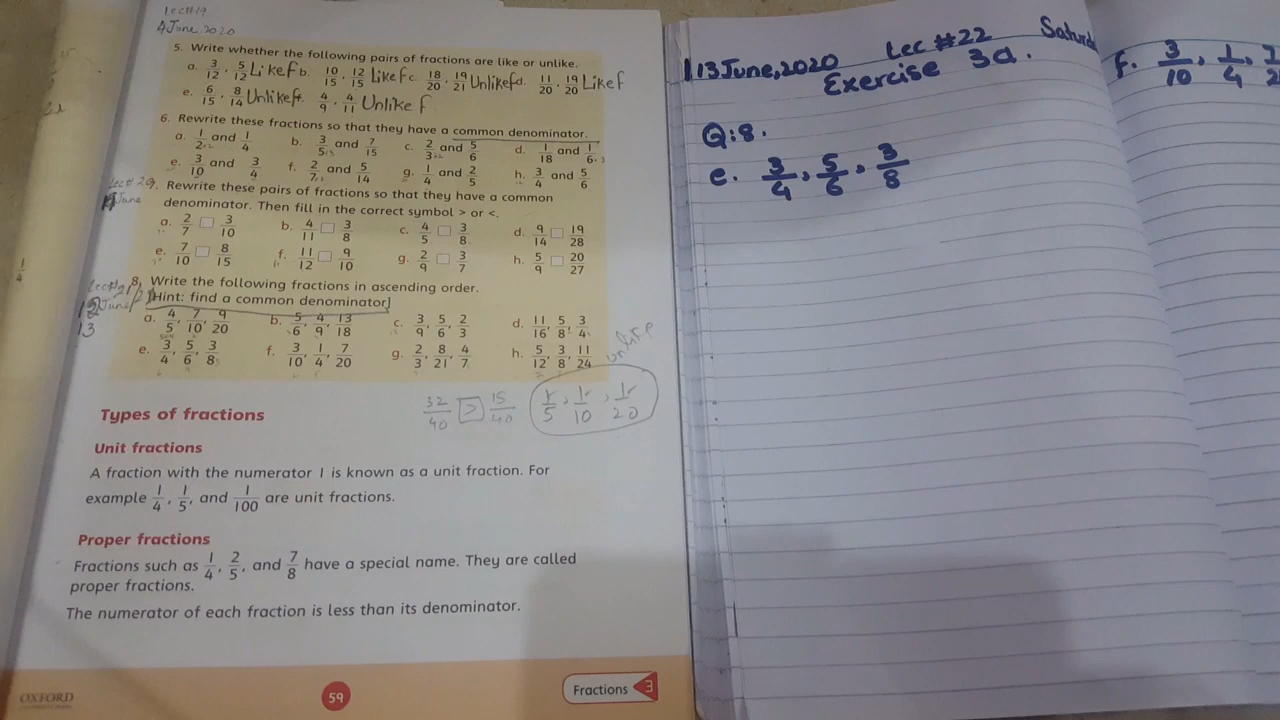 Lec#19
4 June, 2020
5. Write whether the following pairs of fractions are like or unlike.
a. 3/12, 5/12 Like f b. 10/15, 12/15 Like f c. 18/20, 19/21 Unlike f d. 11/20, 19/20 Like f
e. 6/15, 8/14 Unlike f f. 4/9, 4/11 Unlike f
6. Rewrite these fractions so that they have a common denominator.
a. 1/2 and 1/4 b. 3/5 and 7/15 c. 2/3 and 5/6 d. 1/18 and 1/6
e. 3/10 and 3/4 f. 2/7 and 5/14 g. 1/4 and 2/5 h. 3/4 and 5/6
Rewrite these pairs of fractions so that they have a common
June
denominator. Then fill in the correct symbol > or <.
a. 2/7 □ 3/10 b. 4/11 □ 3/8 c. 4/5 □ 3/8 d. 9/14 □ 19/28
e. 7/10 □ 8/15 f. 11/12 □ 9/10 g. 2/9 □ 3/7 h. 5/9 □ 20/27
8. Write the following fractions in ascending order.
June
[Hint: find a common denominator]
13
a. 4/5, 7/10, 9/20 b. 5/6, 4/9, 13/18 c. 3/9, 5/6, 2/3 d. 11/16, 5/8, 3/4
e. 3/4, 5/6, 3/8 f. 3/10, 1/4, 7/20 g. 2/3, 8/21, 4/7 h. 5/12, 3/8, 11/24
32/40 > 15/40 1/5, 1/10, 1/20
Types of fractions
Unit fractions
A fraction with the numerator 1 is known as a unit fraction. For
example 1/4, 1/5, and 1/100 are unit fractions.
Proper fractions
Fractions such as 1/4, 2/5, and 7/8 have a special name. They are called
proper fractions.
The numerator of each fraction is less than its denominator.
OXFORD
59
Fractions 3
13 June, 2020 Lec #22
Exercise 3a.
Q:8.
e. 3/4, 5/6, 3/8
f. 3/10, 1/4,
1/4